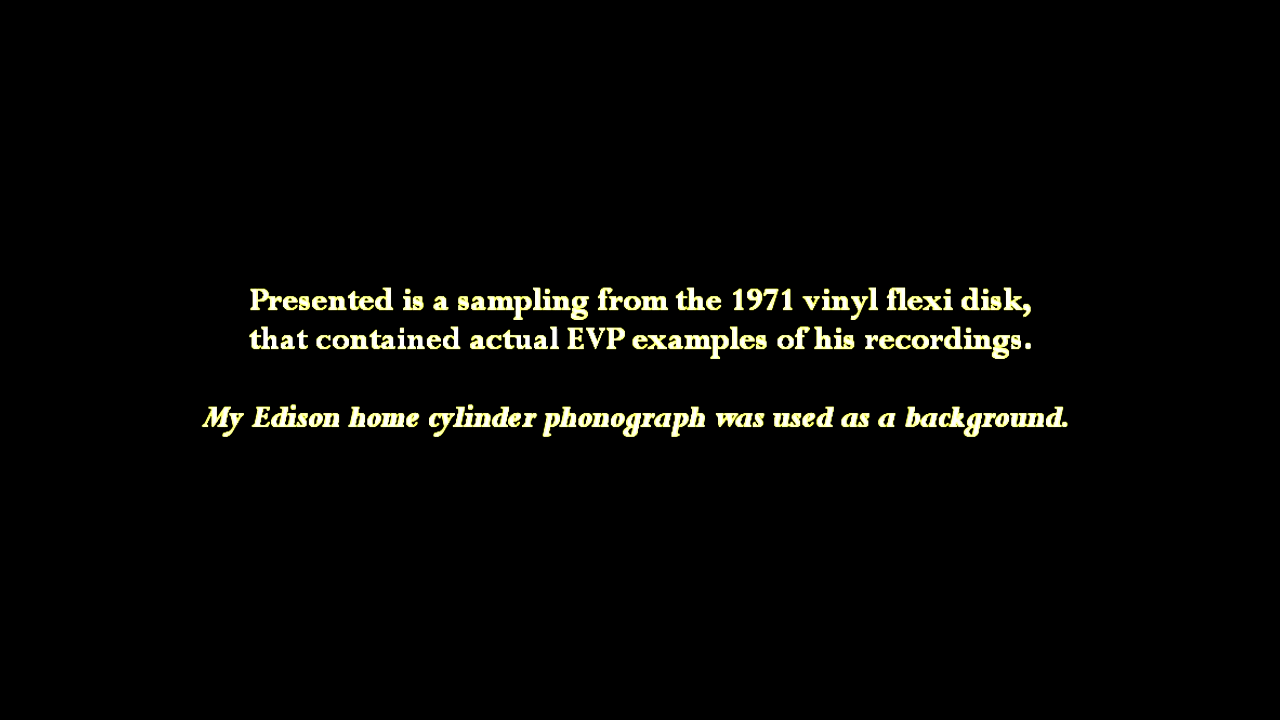 Presented is a sampling from the 1971 vinyl flexi disk,
that contained actual EVP examples of his recordings.
My Edison home cylinder phonograph was used as a background.